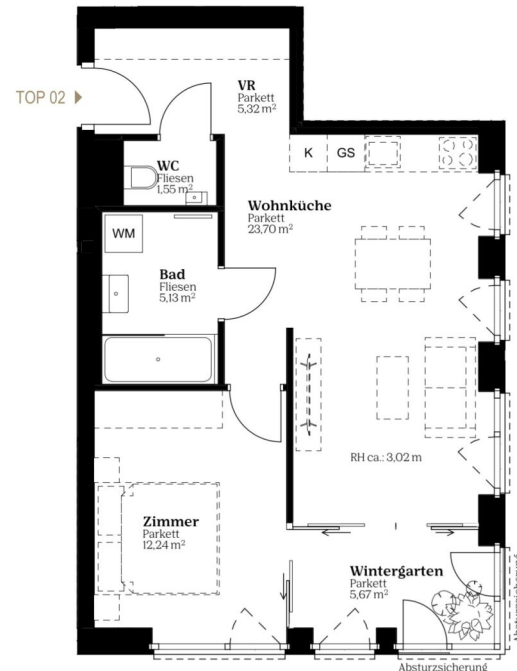 TOP 02
VR
Parkett
5,32 m²
WC
Fliesen
1,55 m²
K
GS
Wohnküche
Parkett
23,70 m²
WM
Bad
Fliesen
5,13 m²
RH ca.: 3,02 m
Zimmer
Parkett
12,24 m²
Wintergarten
Parkett
5,67 m²
Absturzsicherung
Absturzsicherung